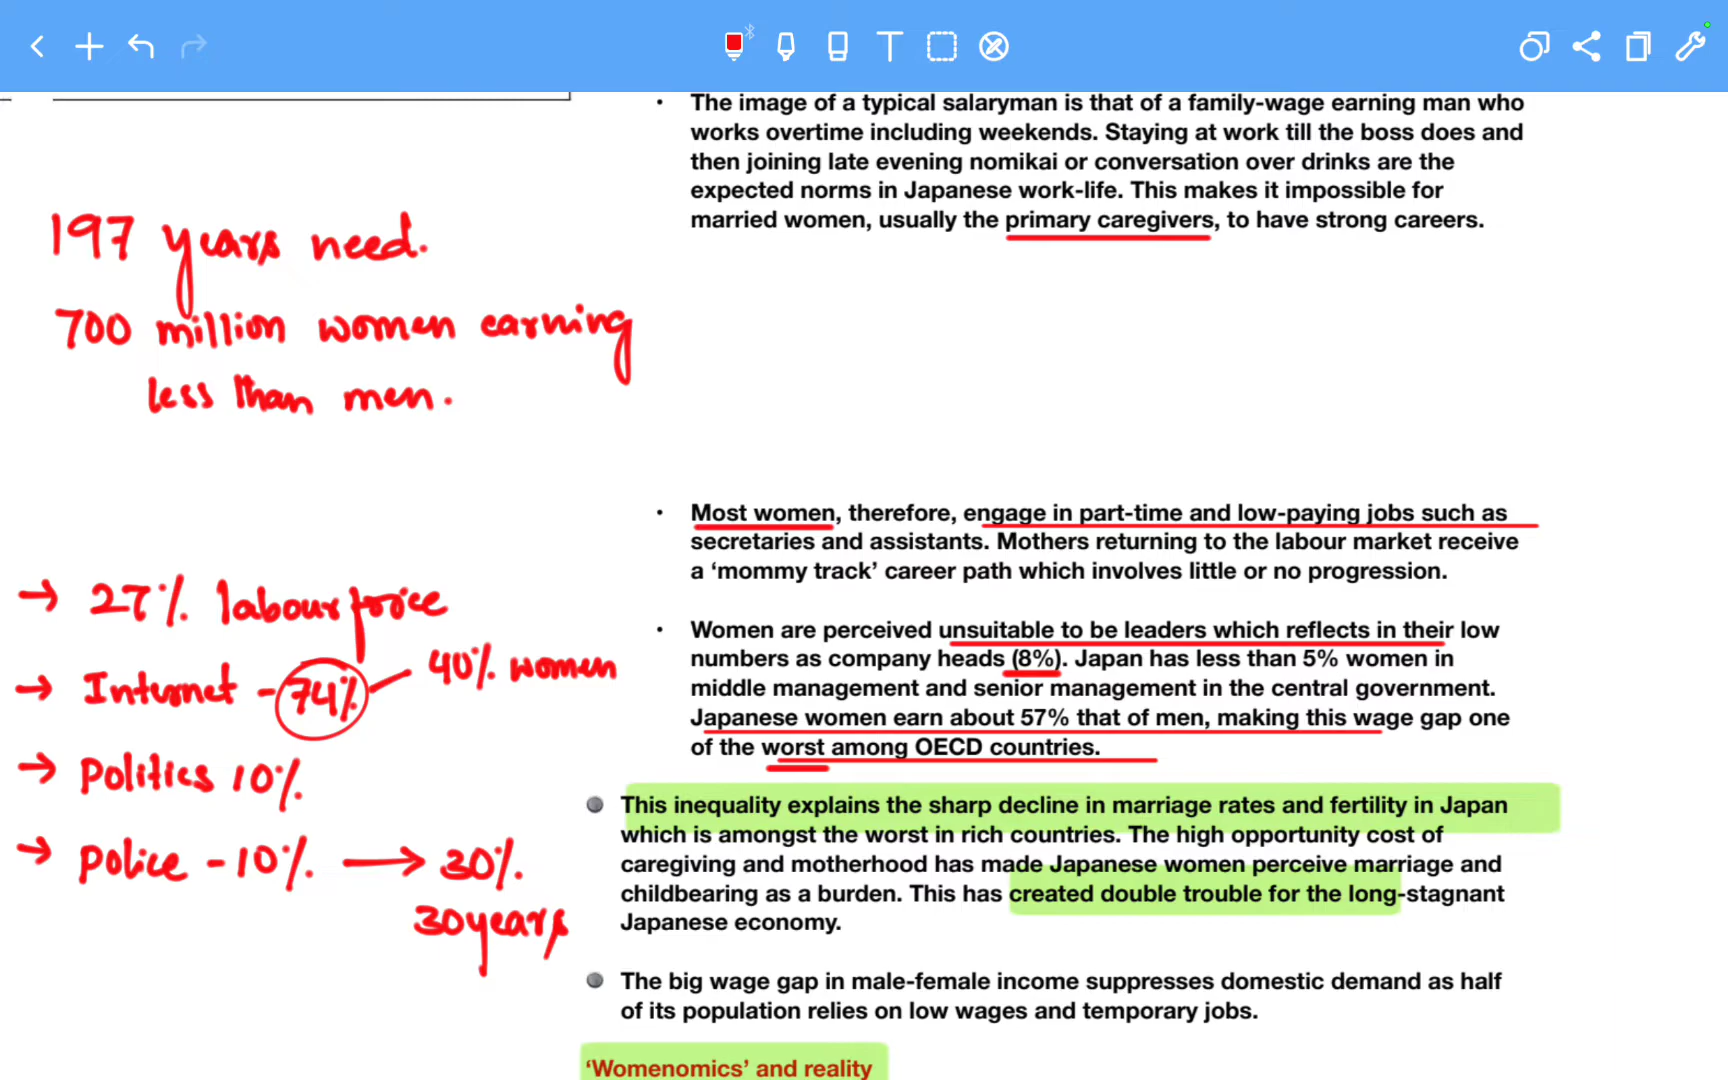 197 years need.
700 million women earning
less than men.
→ 27% labour force
→ Internet - 74% - 40% women
→ Politics 10%
→ Police - 10% → 30%
30 years
• The image of a typical salaryman is that of a family-wage earning man who
works overtime including weekends. Staying at work till the boss does and
then joining late evening nomikai or conversation over drinks are the
expected norms in Japanese work-life. This makes it impossible for
married women, usually the primary caregivers, to have strong careers.
• Most women, therefore, engage in part-time and low-paying jobs such as
secretaries and assistants. Mothers returning to the labour market receive
a ‘mommy track’ career path which involves little or no progression.
• Women are perceived unsuitable to be leaders which reflects in their low
numbers as company heads (8%). Japan has less than 5% women in
middle management and senior management in the central government.
Japanese women earn about 57% that of men, making this wage gap one
of the worst among OECD countries.
This inequality explains the sharp decline in marriage rates and fertility in Japan
which is amongst the worst in rich countries. The high opportunity cost of
caregiving and motherhood has made Japanese women perceive marriage and
childbearing as a burden. This has created double trouble for the long-stagnant
Japanese economy.
The big wage gap in male-female income suppresses domestic demand as half
of its population relies on low wages and temporary jobs.
‘Womenomics’ and reality